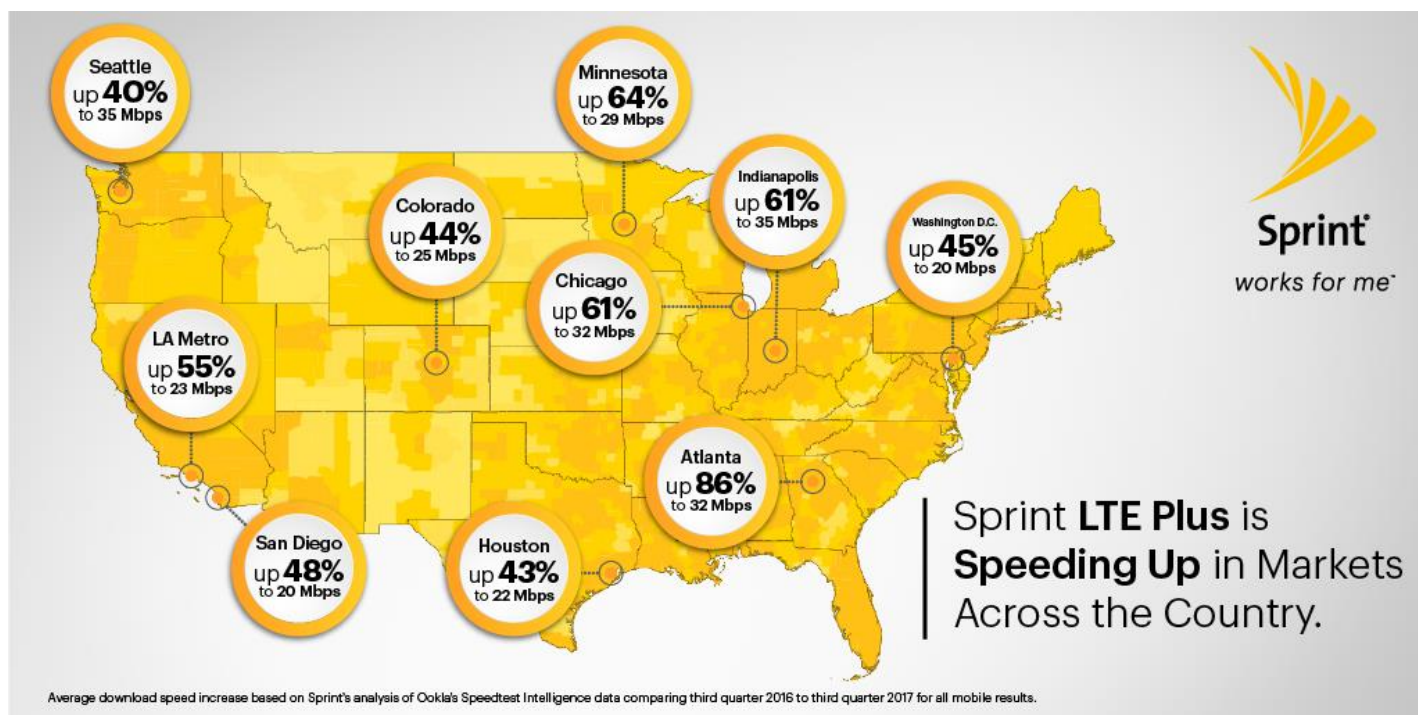 Seattle
up 40%
to 35 Mbps
Minnesota
up 64%
to 29 Mbps
Indianapolis
up 61%
to 35 Mbps
Colorado
up 44%
to 25 Mbps
Washington D.C.
up 45%
to 20 Mbps
Chicago
up 61%
to 32 Mbps
LA Metro
up 55%
to 23 Mbps
Atlanta
up 86%
to 32 Mbps
San Diego
up 48%
to 20 Mbps
Houston
up 43%
to 22 Mbps
Sprint®
works for me℠
Sprint LTE Plus is
Speeding Up in Markets
Across the Country.
Average download speed increase based on Sprint's analysis of Ookla's Speedtest Intelligence data comparing third quarter 2016 to third quarter 2017 for all mobile results.